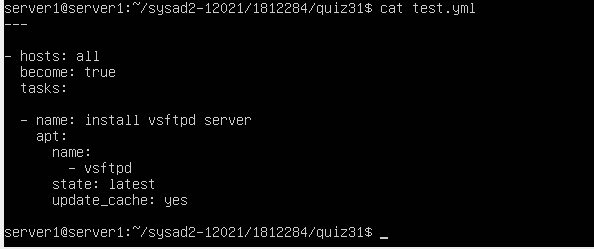 server1@server1:~/sysad2-12021/1812284/quiz31$ cat test.yml
---
- hosts: all
  become: true
  tasks:
  - name: install vsftpd server
    apt:
      name:
        - vsftpd
      state: latest
      update_cache: yes
server1@server1:~/sysad2-12021/1812284/quiz31$ _